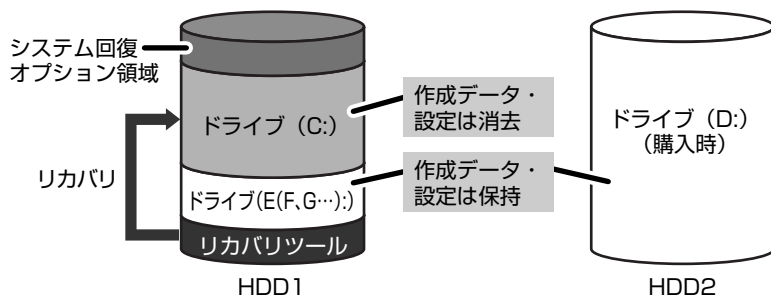 システム回復
オプション領域
ドライブ（C:）
作成データ・
設定は消去
ドライブ（D:）
（購入時）
リカバリ
作成データ・
設定は保持
ドライブ(E(F、G…):)
リカバリツール
HDD1
HDD2